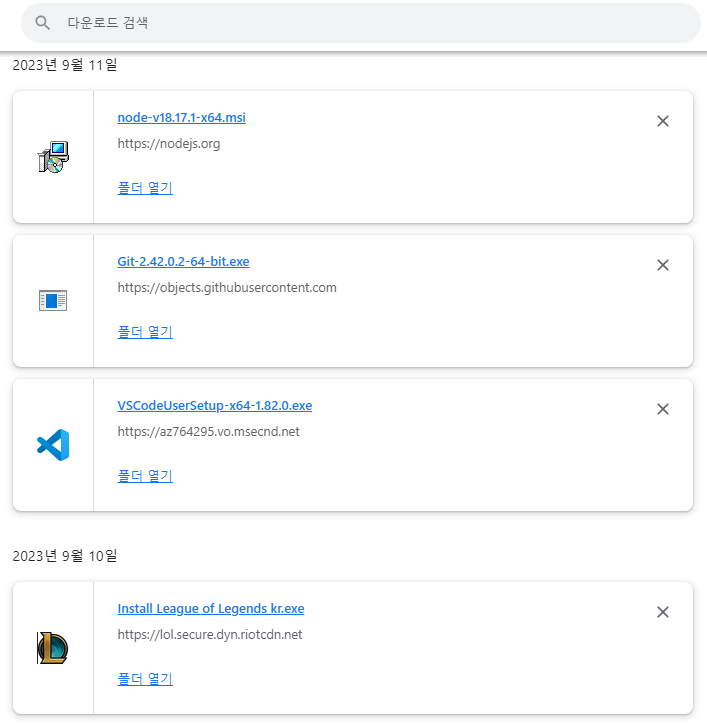 다운로드 검색
2023년 9월 11일
node-v18.17.1-x64.msi
https://nodejs.org
폴더 열기
Git-2.42.0.2-64-bit.exe
https://objects.githubusercontent.com
폴더 열기
VSCodeUserSetup-x64-1.82.0.exe
https://az764295.vo.msecnd.net
폴더 열기
2023년 9월 10일
Install League of Legends kr.exe
https://lol.secure.dyn.riotcdn.net
폴더 열기